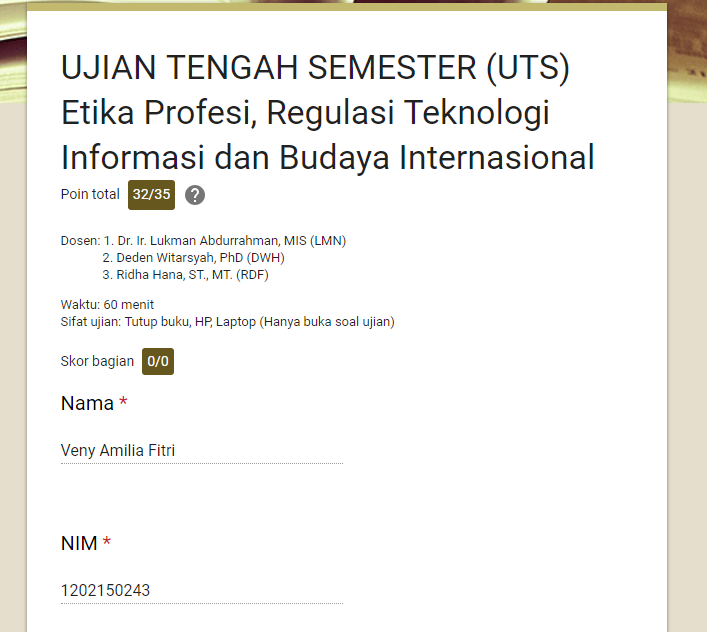 UJIAN TENGAH SEMESTER (UTS)
Etika Profesi, Regulasi Teknologi
Informasi dan Budaya Internasional
Poin total 32/35 ?
Dosen: 1. Dr. Ir. Lukman Abdurrahman, MIS (LMN)
2. Deden Witarsyah, PhD (DWH)
3. Ridha Hana, ST., MT. (RDF)
Waktu: 60 menit
Sifat ujian: Tutup buku, HP, Laptop (Hanya buka soal ujian)
Skor bagian 0/0
Nama *
Veny Amilia Fitri
NIM *
1202150243